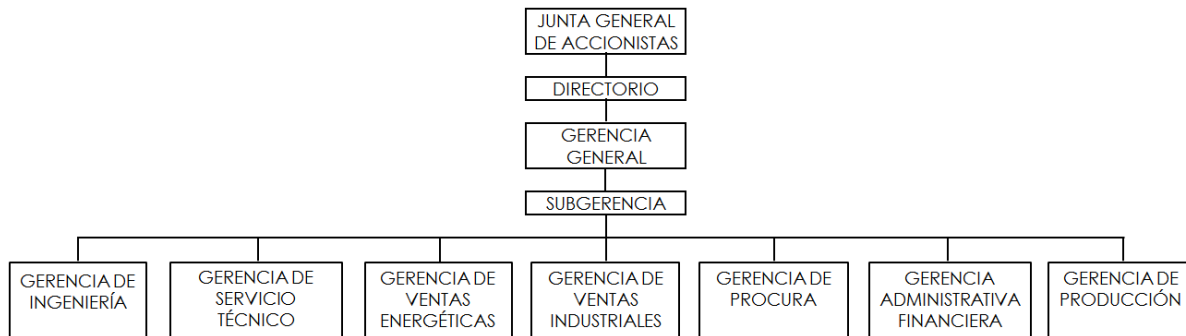 JUNTA GENERAL
DE ACCIONISTAS
DIRECTORIO
GERENCIA
GENERAL
SUBGERENCIA
GERENCIA DE
INGENIERÍA
GERENCIA DE
SERVICIO
TÉCNICO
GERENCIA DE
VENTAS
ENERGÉTICAS
GERENCIA DE
VENTAS
INDUSTRIALES
GERENCIA DE
PROCURA
GERENCIA
ADMINISTRATIVA
FINANCIERA
GERENCIA DE
PRODUCCIÓN